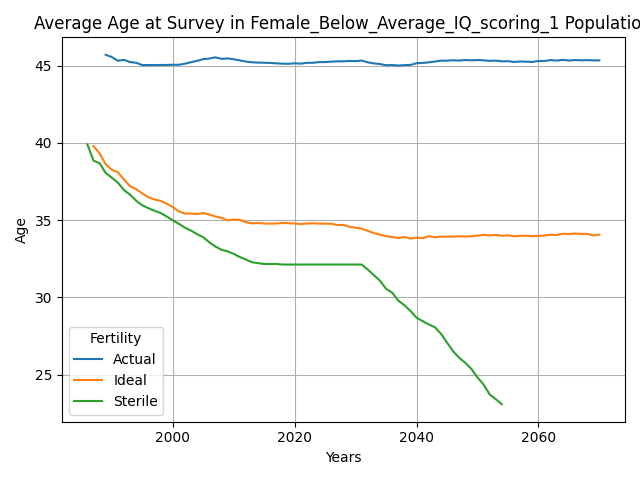 Average Age at Survey in Female_Below_Average_IQ_scoring_1 Populatio
Age
45
40
35
30
25
Fertility
Actual
Ideal
Sterile
2000 2020 2040 2060
Years